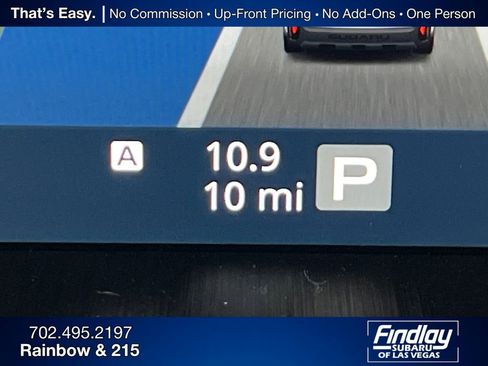 That's Easy. No Commission • Up-Front Pricing • No Add-Ons • One Person
SUBARU
A
10.9
10 mi
P
702.495.2197
Rainbow & 215
Findlay
SUBARU
OF LAS VEGAS